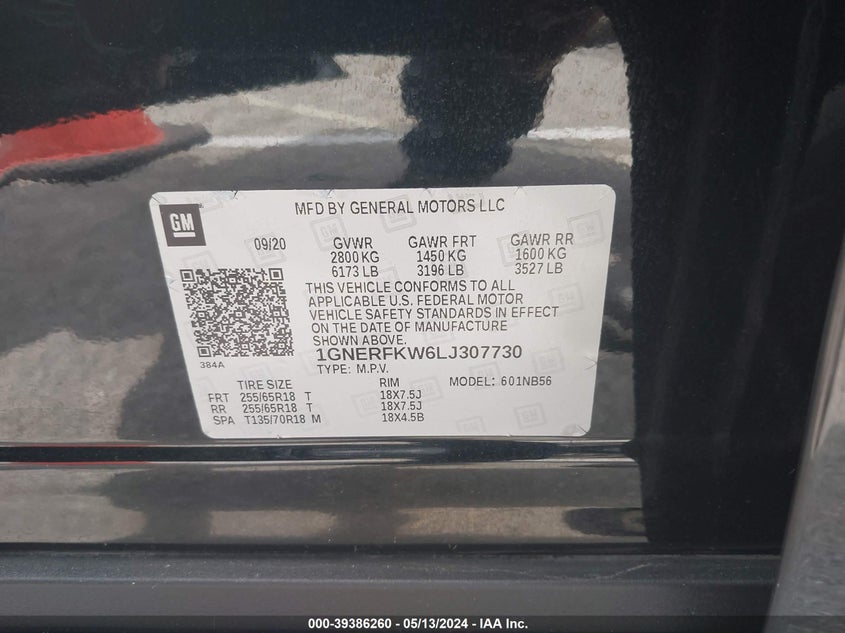 GM
MFD BY GENERAL MOTORS LLC
09/20 GVWR GAWR FRT GAWR RR
2800 KG 1450 KG 1600 KG
6173 LB 3196 LB 3527 LB
THIS VEHICLE CONFORMS TO ALL
APPLICABLE U.S. FEDERAL MOTOR
VEHICLE SAFETY STANDARDS IN EFFECT
ON THE DATE OF MANUFACTURE
SHOWN ABOVE.
384A
1GNERFKW6LJ307730
TYPE: M.P.V.
TIRE SIZE RIM MODEL: 601NB56
FRT 255/65R18 T 18X7.5J
RR 255/65R18 T 18X7.5J
SPA T135/70R18 M 18X4.5B
000-39386260 - 05/13/2024 - IAA Inc.